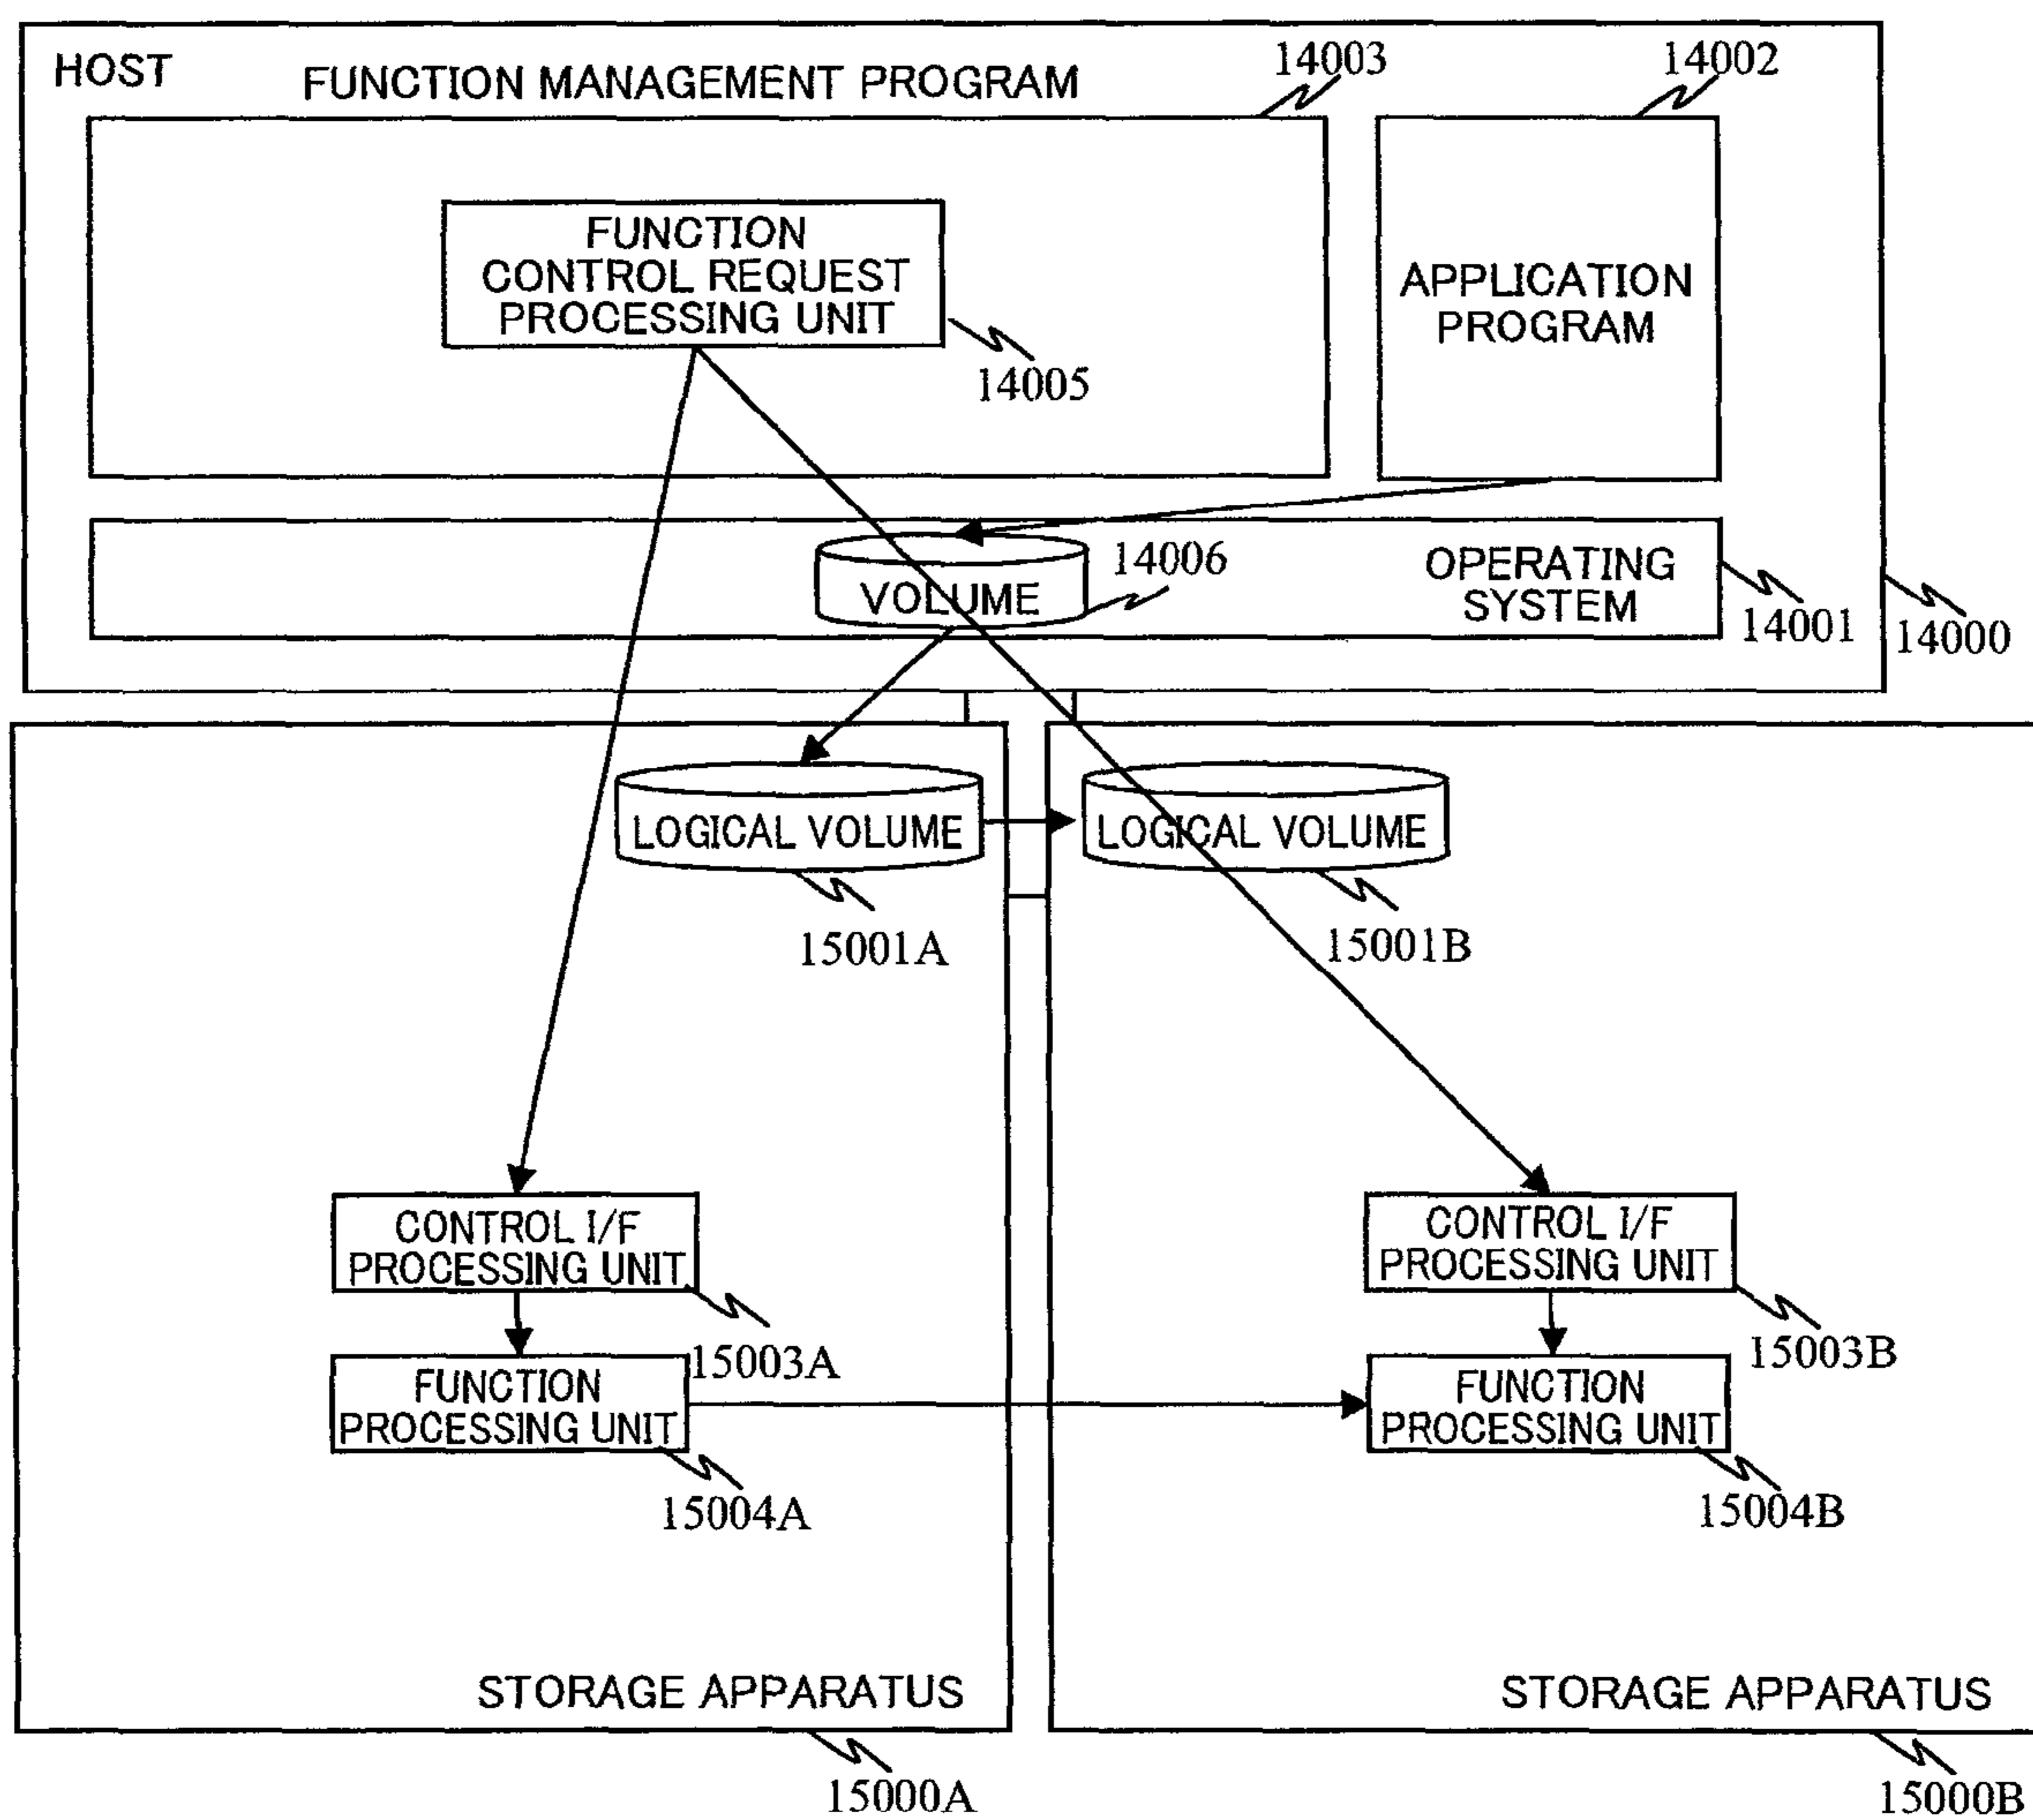 HOST
FUNCTION MANAGEMENT PROGRAM
14003
14002
FUNCTION
CONTROL REQUEST
PROCESSING UNIT
14005
APPLICATION
PROGRAM
VOLUME
14006
OPERATING
SYSTEM
14001
14000
LOGICAL VOLUME
15001A
LOGICAL VOLUME
15001B
CONTROL I/F
PROCESSING UNIT
15003A
FUNCTION
PROCESSING UNIT
15004A
CONTROL I/F
PROCESSING UNIT
15003B
FUNCTION
PROCESSING UNIT
15004B
STORAGE APPARATUS
15000A
STORAGE APPARATUS
15000B